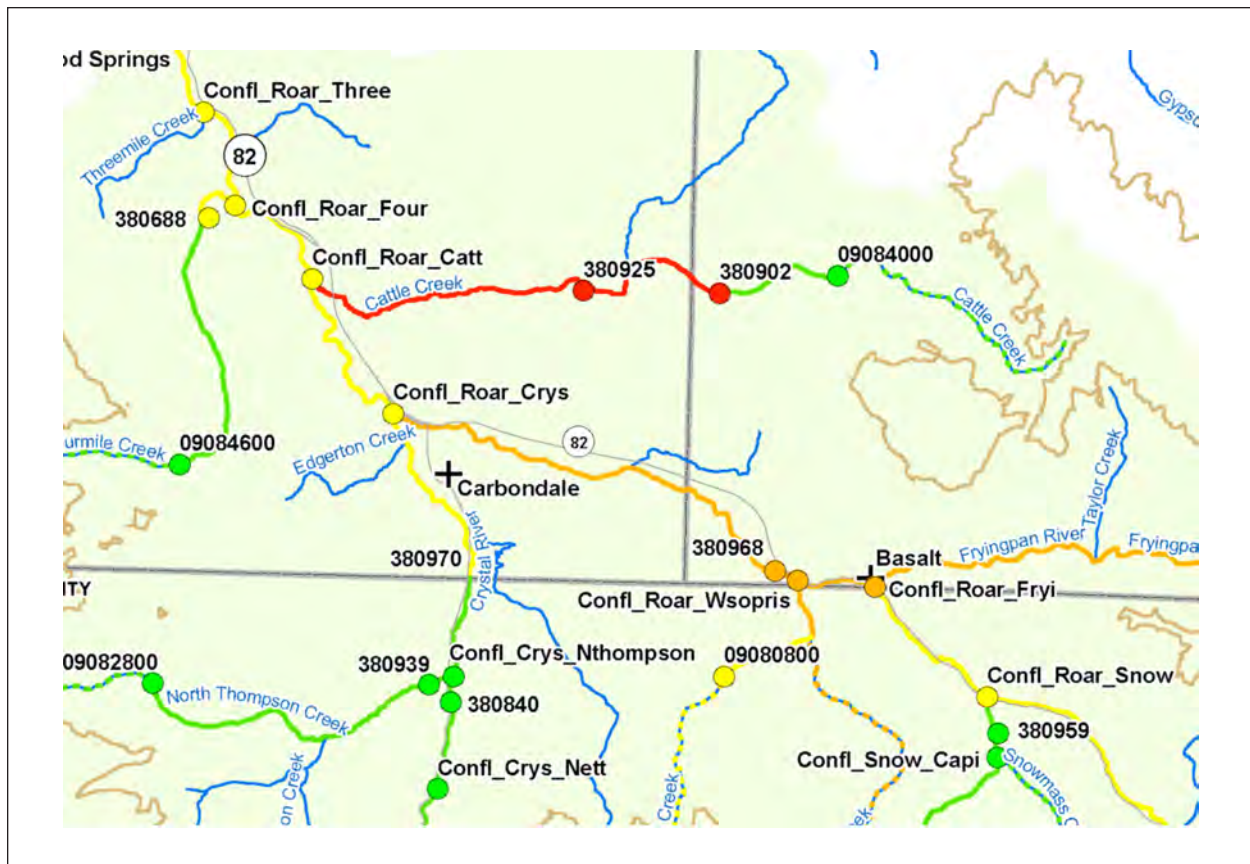 od Springs
Confl_Roar_Three
Threemile Creek
82
Gypsc
380688
Confl_Roar_Four
Confl_Roar_Catt
380925
380902
09084000
Cattle Creek
Cattle Creek
Confl_Roar_Crys
82
09084600
urmile Creek
Edgerton Creek
Carbondale
Taylor Creek
380970
Crystal River
380968
Basalt
Fryingpan River
Fryingpa
ITY
Confl_Roar_Wsopris
Confl_Roar_Fryi
09082800
380939
Confl_Crys_Nthompson
09080800
Confl_Roar_Snow
North Thompson Creek
380840
380959
Confl_Crys_Nett
Confl_Snow_Capi
Snowmass C
on Creek
Creek
eek